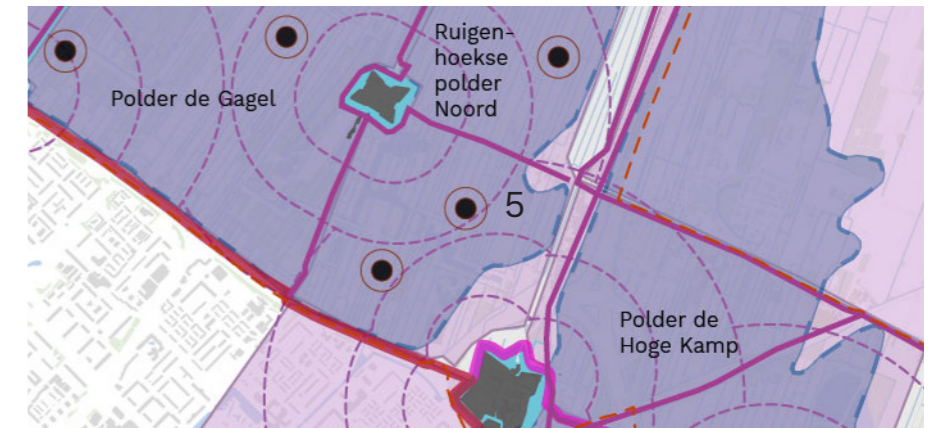 Ruigen-
hoekse
polder
Noord
Polder de Gagel
5
Polder de
Hoge Kamp